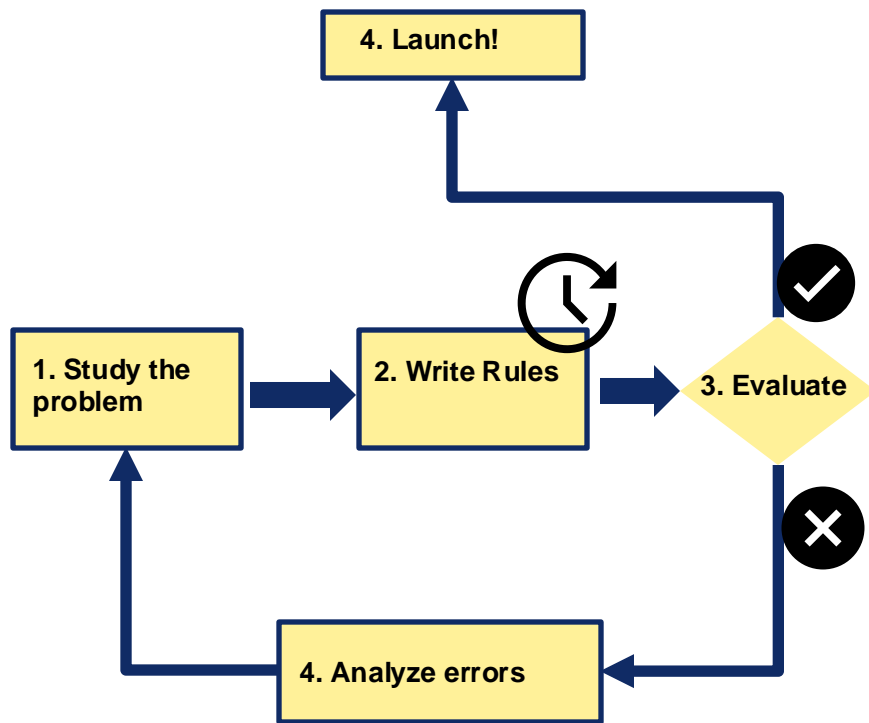 4. Launch!
1. Study the
problem
2. Write Rules
3. Evaluate
4. Analyze errors